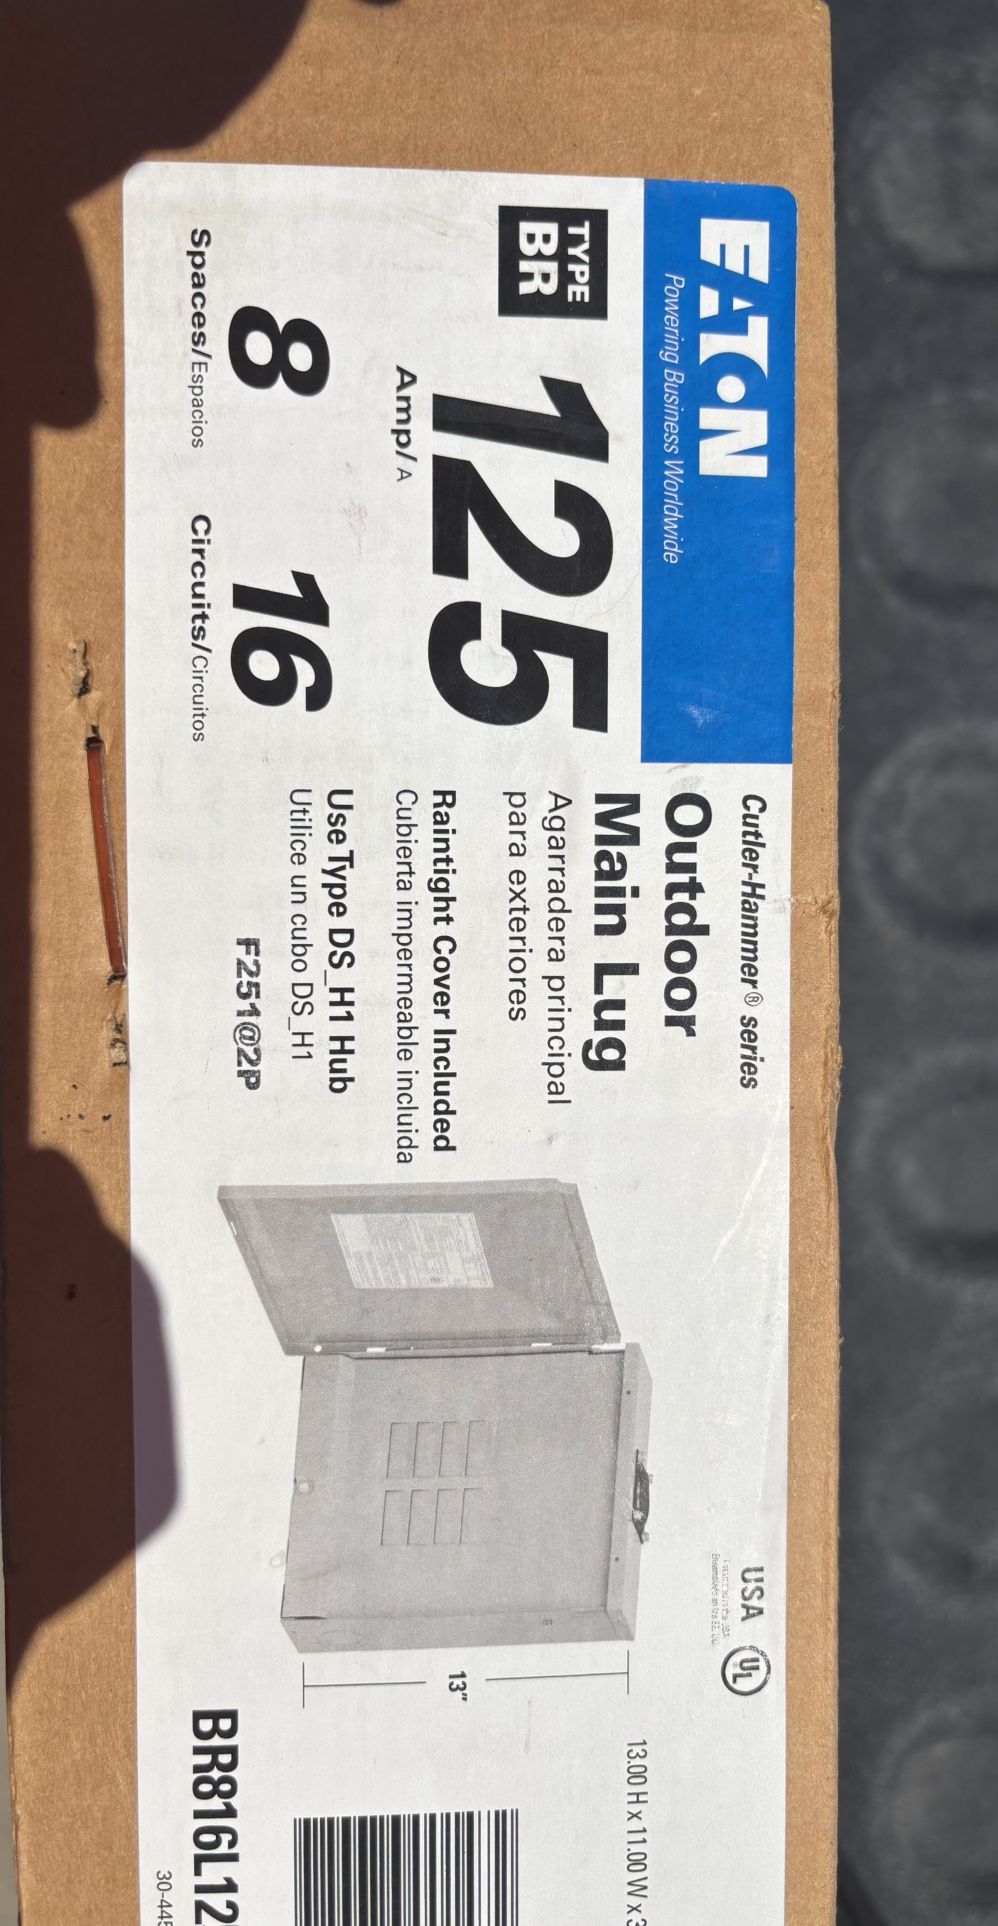 EATON
Powering Business Worldwide
TYPE
BR
125
Amp/A
8
Spaces/Espacios
16
Circuits/Circuitos
Cutler-Hammer® series
Outdoor
Main Lug
Agarradera principal
para exteriores
Raintight Cover Included
Cubierta impermeable incluida
Use Type DS_H1 Hub
Utilice un cubo DS_H1
F251@2P
USA
UL
13"
13.00 H x 11.00 W x 3
BR816L12
30-445